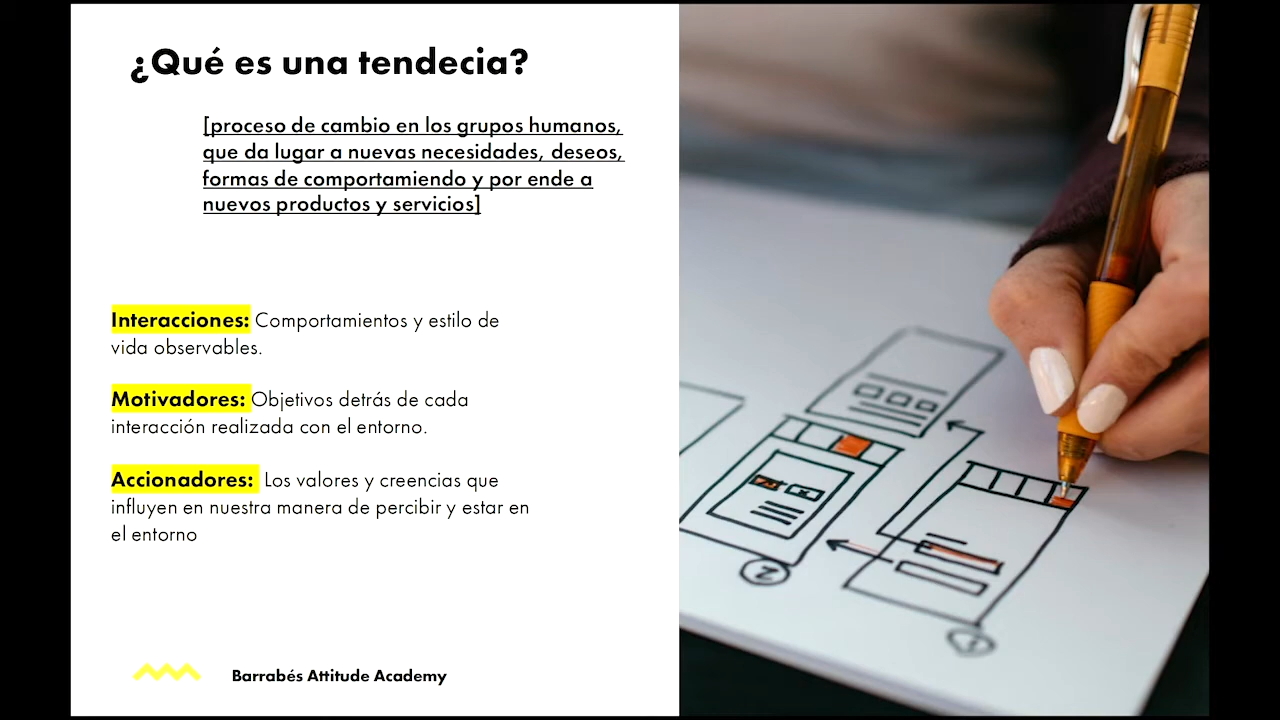 ¿Qué es una tendecia?
[proceso de cambio en los grupos humanos,
que da lugar a nuevas necesidades, deseos,
formas de comportamiendo y por ende a
nuevos productos y servicios]
Interacciones: Comportamientos y estilo de
vida observables.
Motivadores: Objetivos detrás de cada
interacción realizada con el entorno.
Accionadores: Los valores y creencias que
influyen en nuestra manera de percibir y estar en
el entorno
Barrabés Attitude Academy
2
1